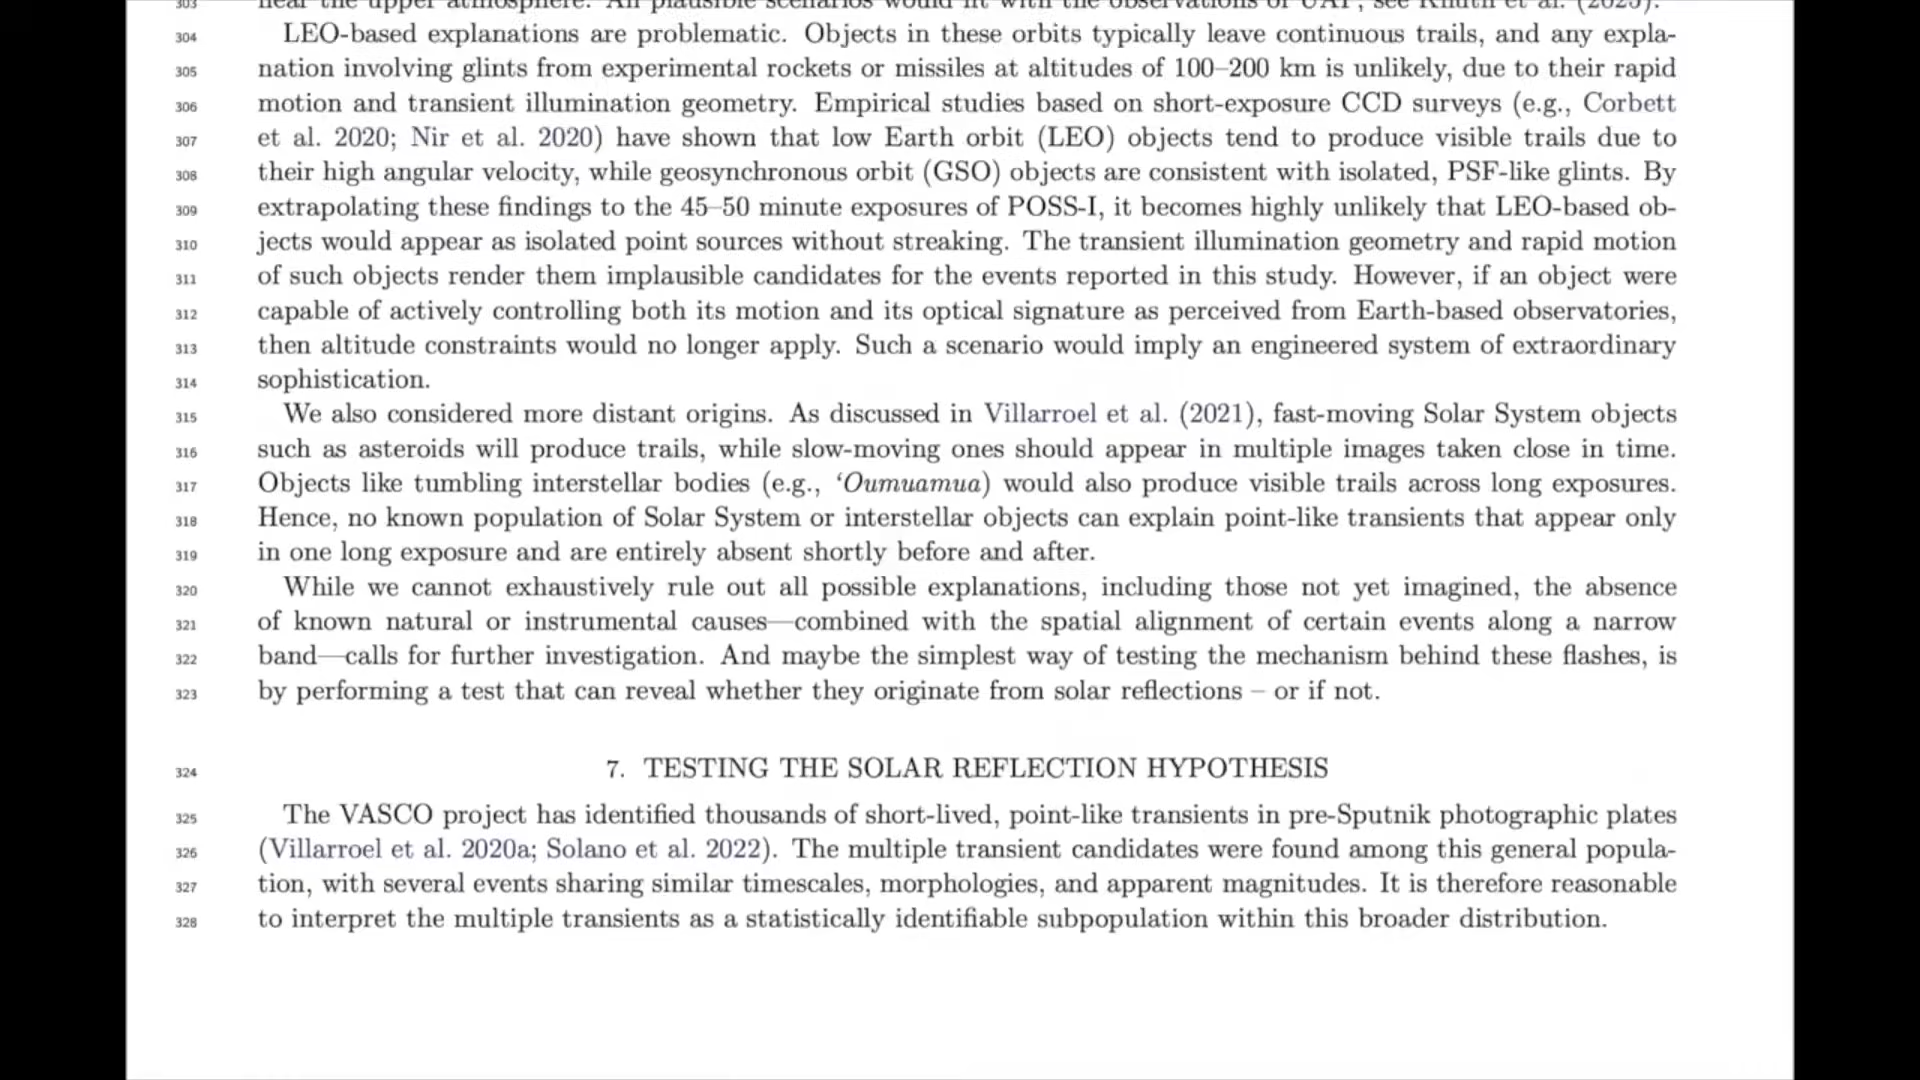 303 near the upper atmosphere. All plausible scenarios would fit with the observations of UAP, see Knuth et al. (2025).
304 LEO-based explanations are problematic. Objects in these orbits typically leave continuous trails, and any expla-
305 nation involving glints from experimental rockets or missiles at altitudes of 100–200 km is unlikely, due to their rapid
306 motion and transient illumination geometry. Empirical studies based on short-exposure CCD surveys (e.g., Corbett
307 et al. 2020; Nir et al. 2020) have shown that low Earth orbit (LEO) objects tend to produce visible trails due to
308 their high angular velocity, while geosynchronous orbit (GSO) objects are consistent with isolated, PSF-like glints. By
309 extrapolating these findings to the 45–50 minute exposures of POSS-I, it becomes highly unlikely that LEO-based ob-
310 jects would appear as isolated point sources without streaking. The transient illumination geometry and rapid motion
311 of such objects render them implausible candidates for the events reported in this study. However, if an object were
312 capable of actively controlling both its motion and its optical signature as perceived from Earth-based observatories,
313 then altitude constraints would no longer apply. Such a scenario would imply an engineered system of extraordinary
314 sophistication.
315 We also considered more distant origins. As discussed in Villarroel et al. (2021), fast-moving Solar System objects
316 such as asteroids will produce trails, while slow-moving ones should appear in multiple images taken close in time.
317 Objects like tumbling interstellar bodies (e.g., ‘Oumuamua) would also produce visible trails across long exposures.
318 Hence, no known population of Solar System or interstellar objects can explain point-like transients that appear only
319 in one long exposure and are entirely absent shortly before and after.
320 While we cannot exhaustively rule out all possible explanations, including those not yet imagined, the absence
321 of known natural or instrumental causes—combined with the spatial alignment of certain events along a narrow
322 band—calls for further investigation. And maybe the simplest way of testing the mechanism behind these flashes, is
323 by performing a test that can reveal whether they originate from solar reflections – or if not.
324 7. TESTING THE SOLAR REFLECTION HYPOTHESIS
325 The VASCO project has identified thousands of short-lived, point-like transients in pre-Sputnik photographic plates
326 (Villarroel et al. 2020a; Solano et al. 2022). The multiple transient candidates were found among this general popula-
327 tion, with several events sharing similar timescales, morphologies, and apparent magnitudes. It is therefore reasonable
328 to interpret the multiple transients as a statistically identifiable subpopulation within this broader distribution.